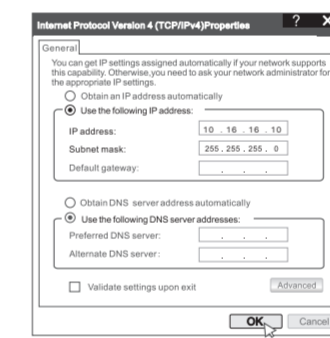 Internet Protocol Version 4 (TCP/IPv4)Properties ? X
General
You can get IP settings assigned automatically if your network supports
this capability. Otherwise,you need to ask your network administrator for
the appropriate IP settings.
Obtain an IP address automatically
Use the following IP address:
IP address: 10 . 16 . 16 . 10
Subnet mask: 255 . 255 . 255 . 0
Default gateway: . . .
Obtain DNS server address automatically
Use the following DNS server addresses:
Preferred DNS server: . . .
Alternate DNS server: . . .
Validate settings upon exit Advanced
OK Cancel